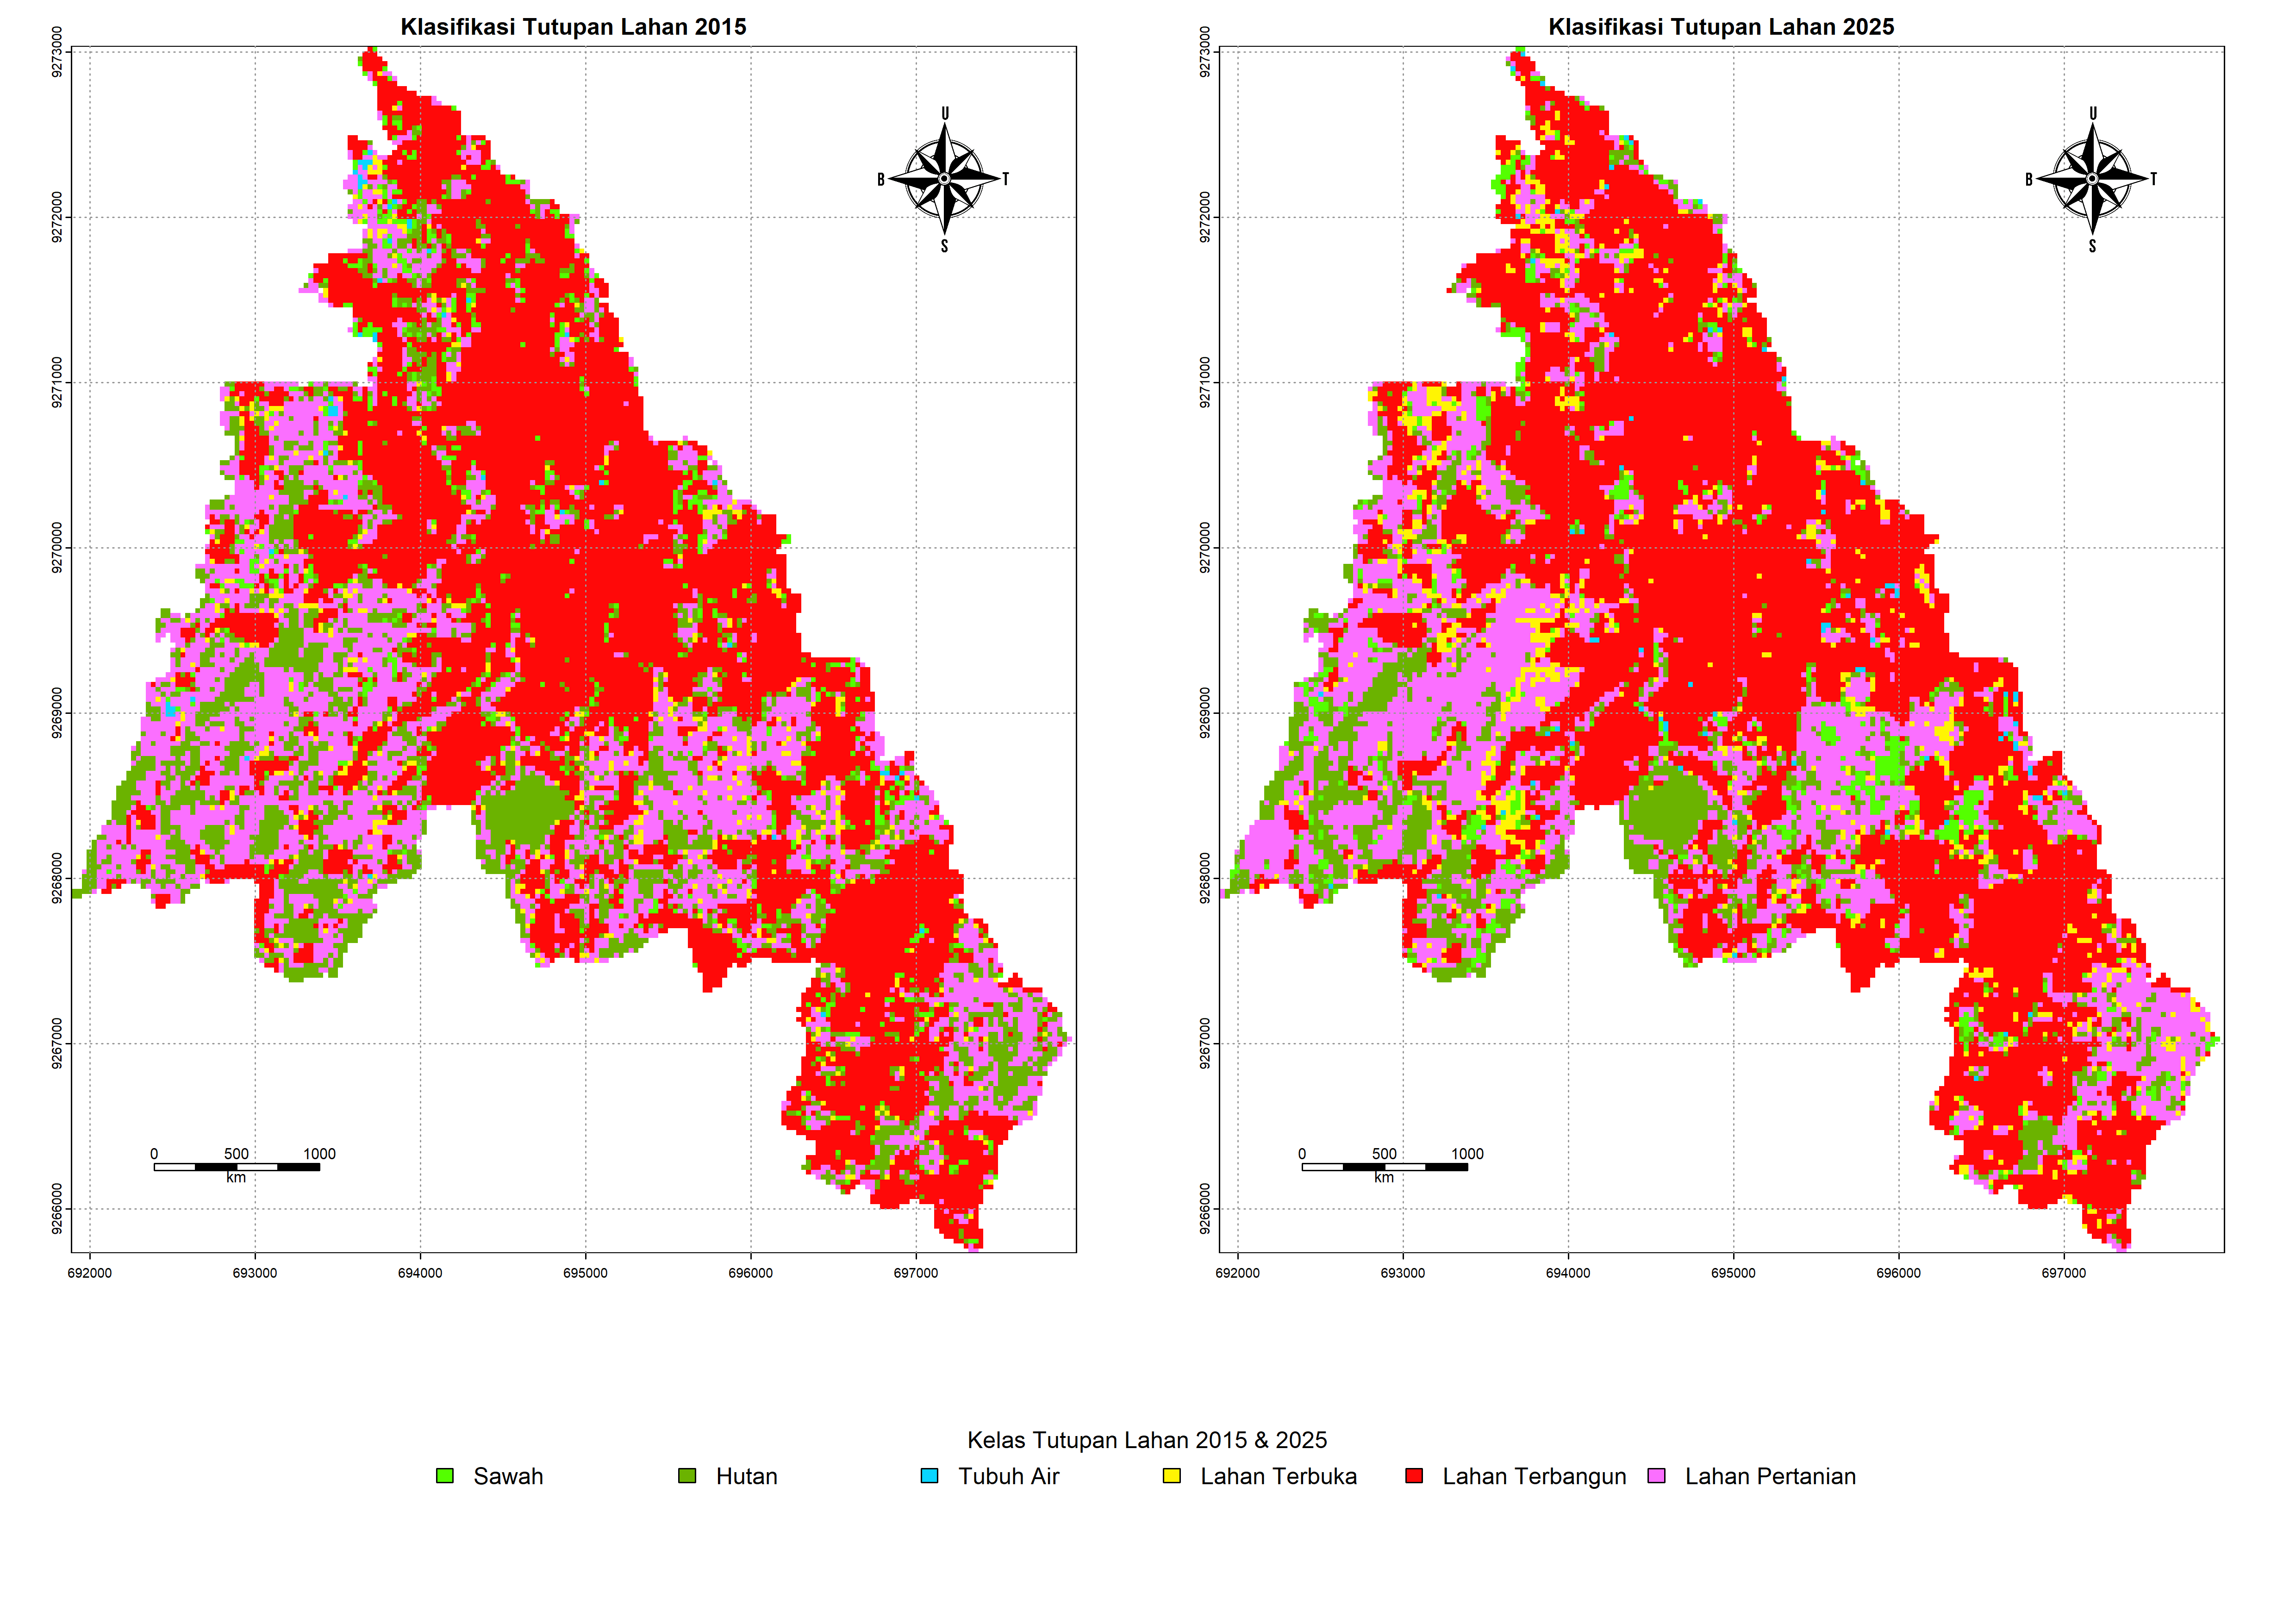 Klasifikasi Tutupan Lahan 2015
9273000
9272000
9271000
9270000
9269000
9268000
9267000
9266000
U
B
T
S
0 500 1000
km
692000 693000 694000 695000 696000 697000
Klasifikasi Tutupan Lahan 2025
9273000
9272000
9271000
9270000
9269000
9268000
9267000
9266000
U
B
T
S
0 500 1000
km
692000 693000 694000 695000 696000 697000
Kelas Tutupan Lahan 2015 & 2025
Sawah Hutan Tubuh Air Lahan Terbuka Lahan Terbangun Lahan Pertanian